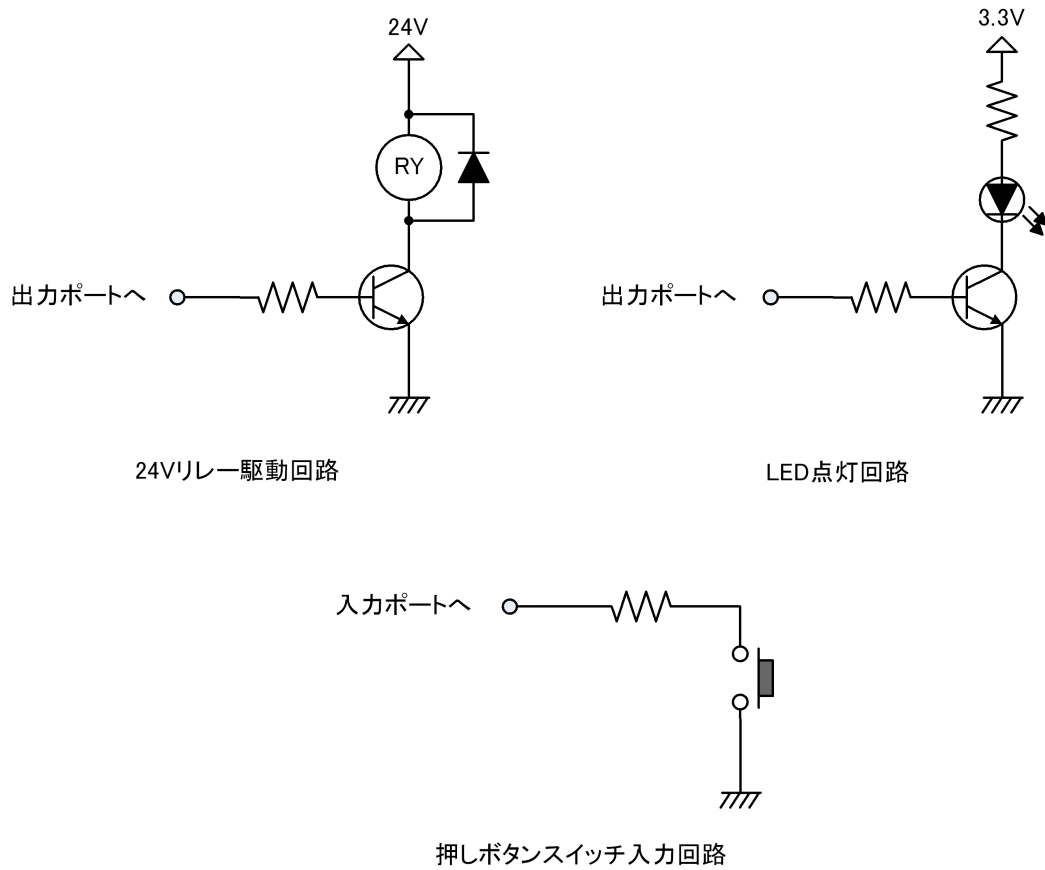 24V
3.3V
RY
出力ポートへ
出力ポートへ
24Vリレー駆動回路
LED点灯回路
入力ポートへ
押しボタンスイッチ入力回路